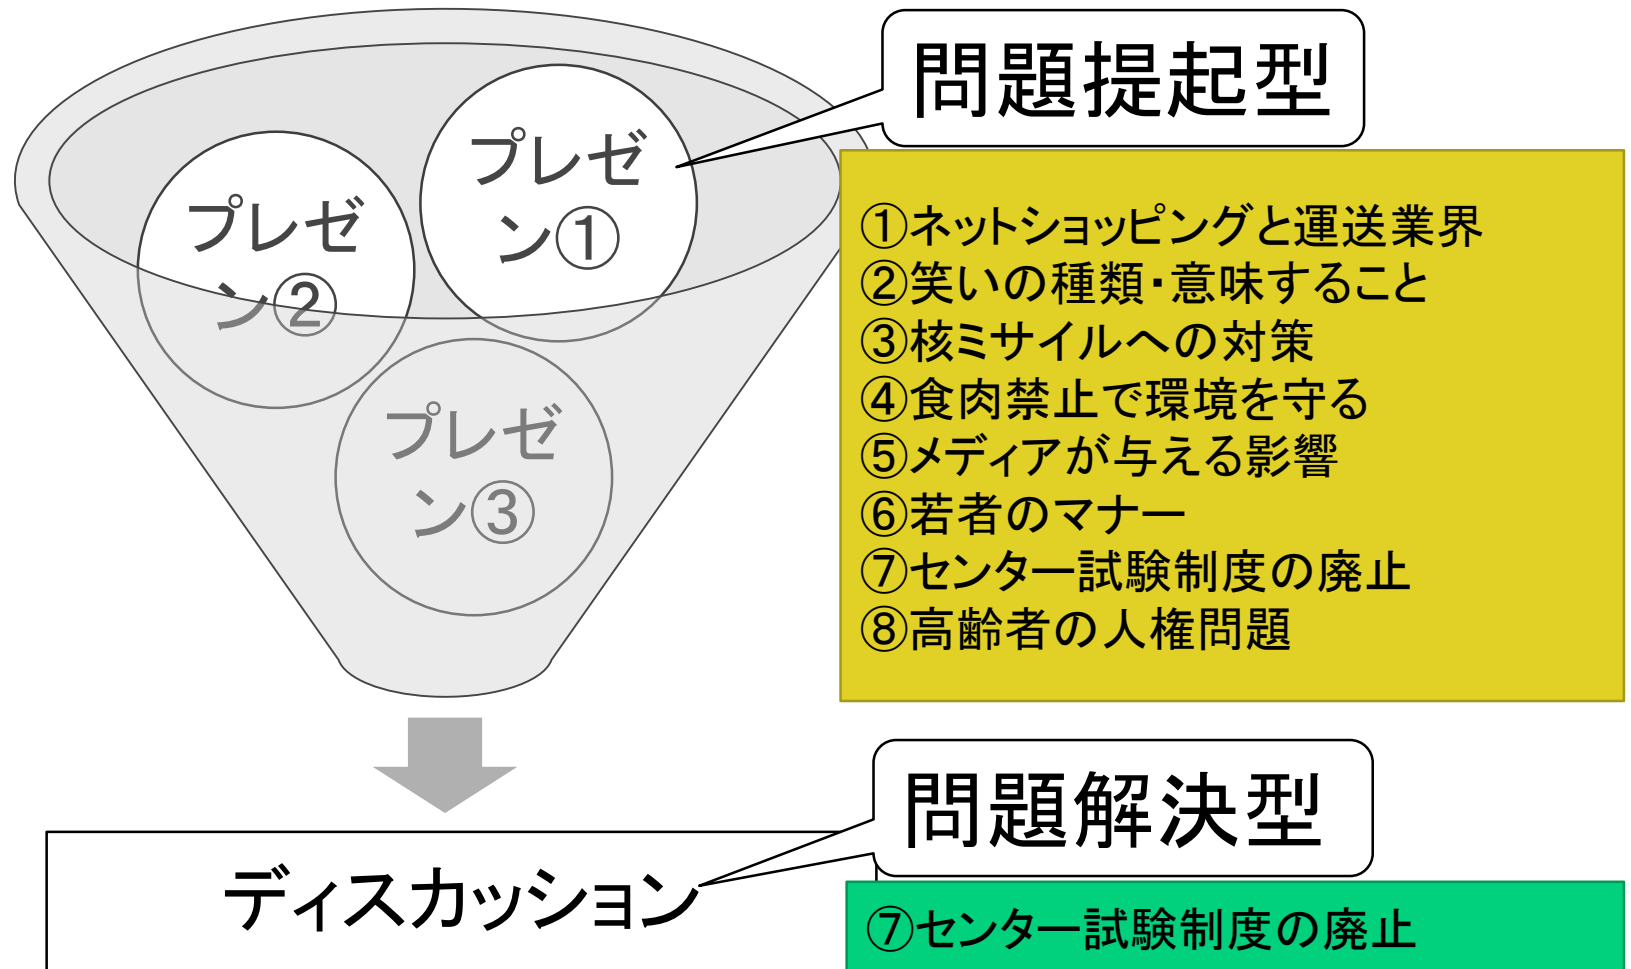 問題提起型
プレゼ
ン①
プレゼ
ン②
プレゼ
ン③
①ネットショッピングと運送業界
②笑いの種類・意味すること
③核ミサイルへの対策
④食肉禁止で環境を守る
⑤メディアが与える影響
⑥若者のマナー
⑦センター試験制度の廃止
⑧高齢者の人権問題
問題解決型
ディスカッション
⑦センター試験制度の廃止